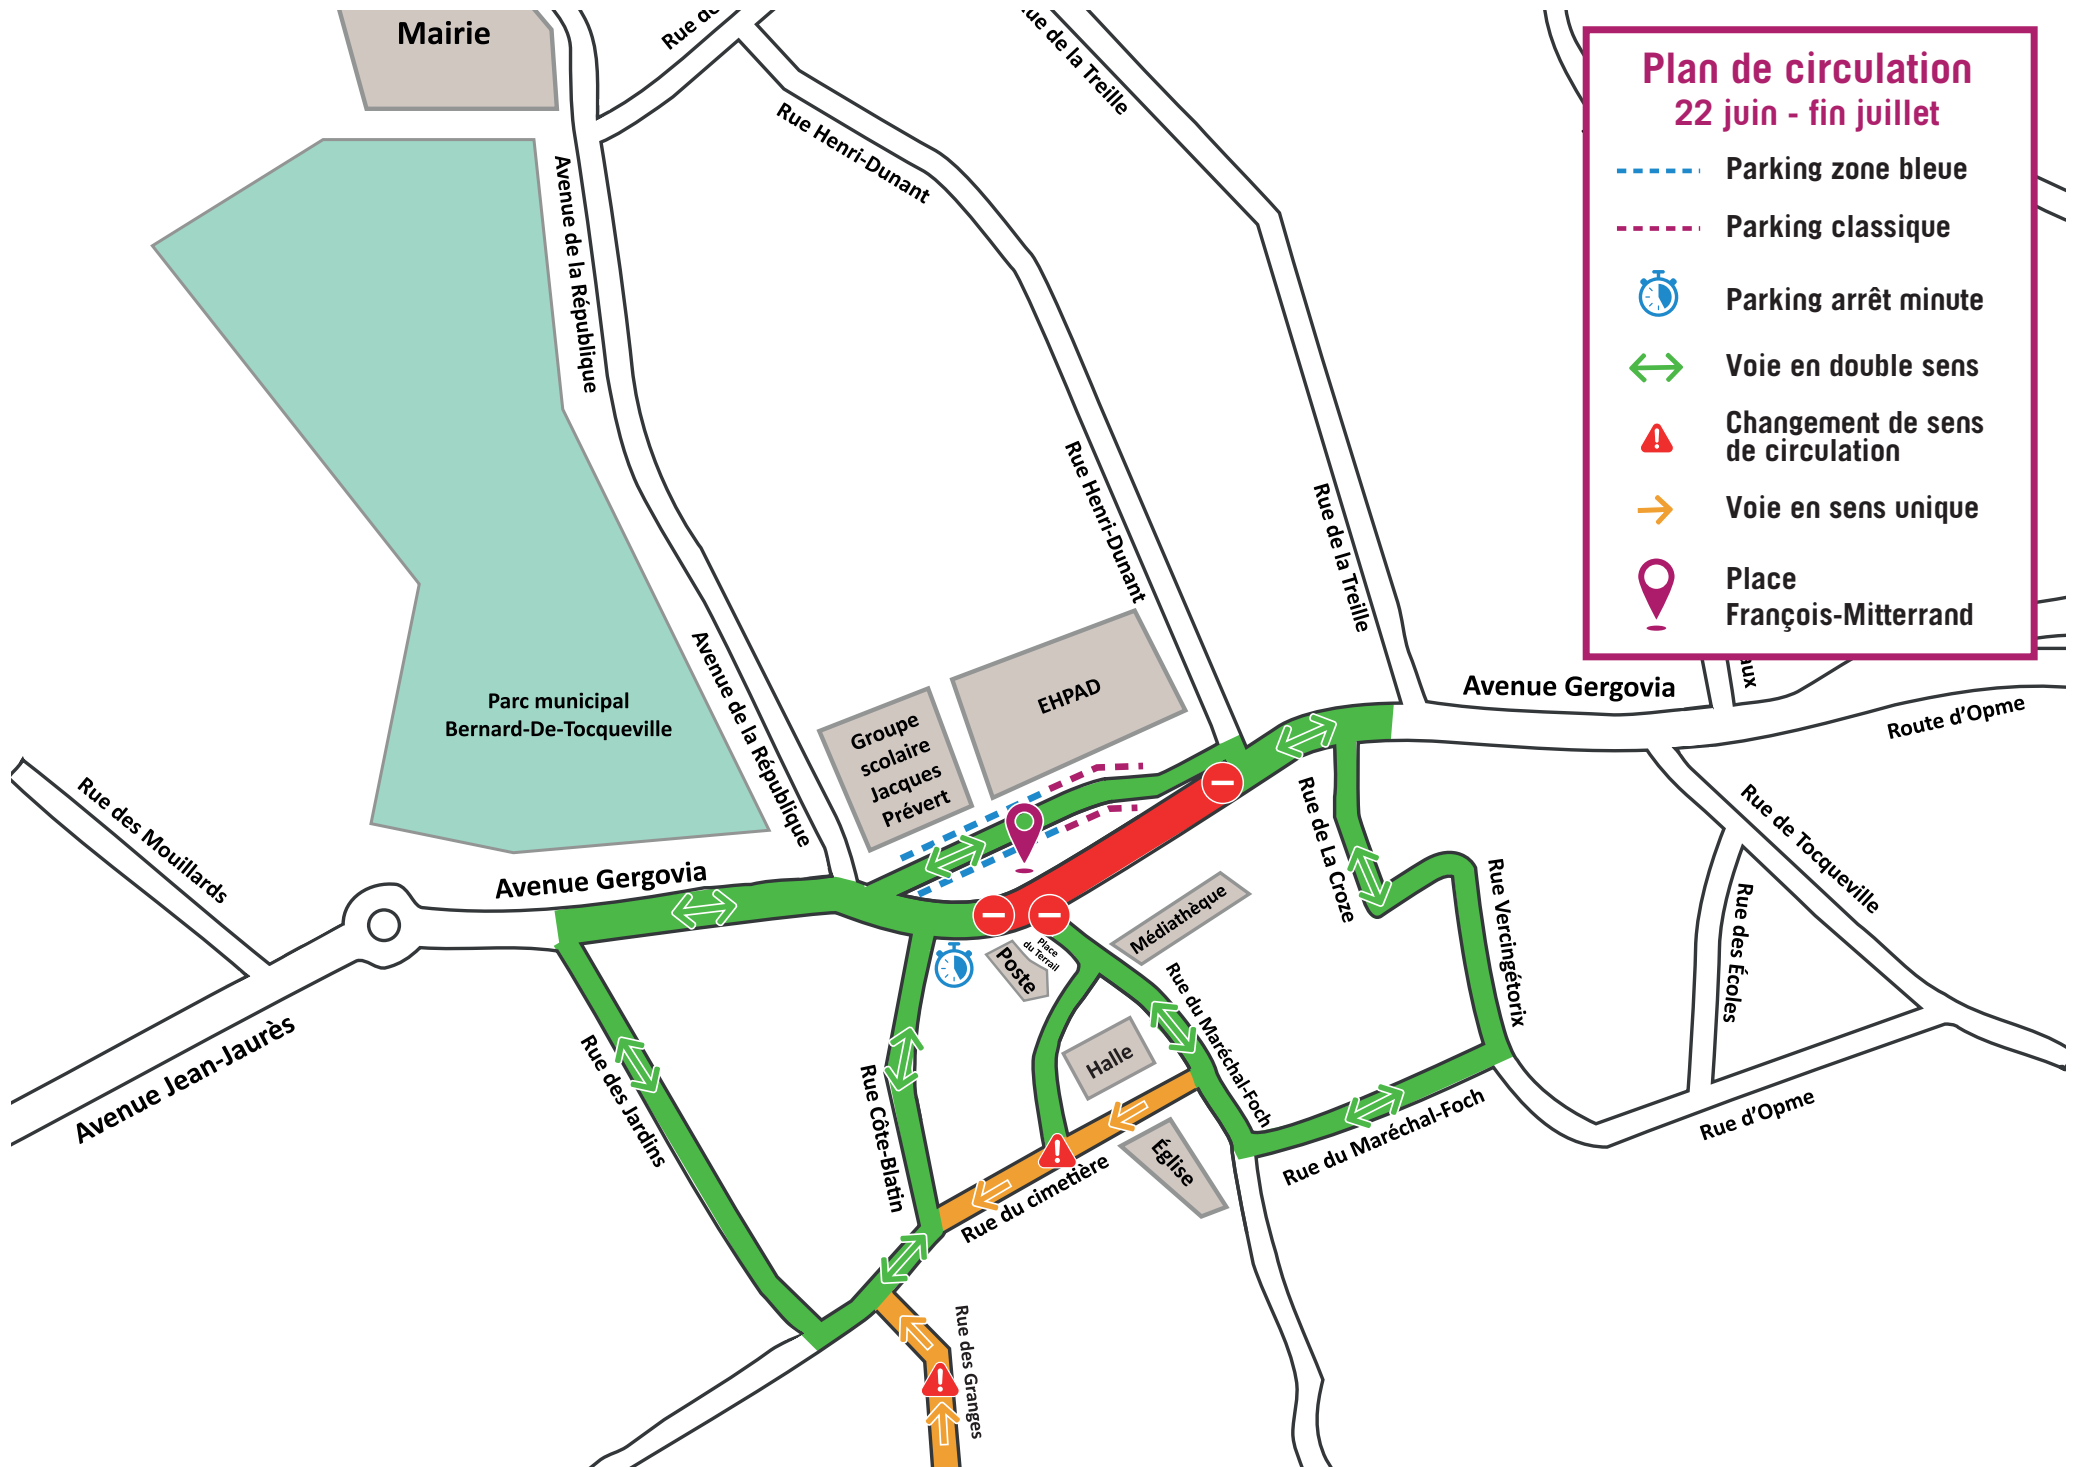 Mairie
Rue de
Rue de la Treille
Plan de circulation
22 juin - fin juillet
Parking zone bleue
Parking classique
Parking arrêt minute
Voie en double sens
Changement de sens
de circulation
Voie en sens unique
Place
François-Mitterrand
Rue Henri-Dunant
Avenue de la République
Rue Henri-Dunant
Rue de la Treille
Avenue de la République
Parc municipal
Bernard-De-Tocqueville
EHPAD
Groupe
scolaire
Jacques
Prévert
Avenue Gergovia
aux
Route d'Opme
Rue des Mouillards
Avenue Gergovia
Rue de La Croze
Rue de Tocqueville
Rue Vercingétorix
Rue des Écoles
Médiathèque
Place
du Terrail
Poste
Avenue Jean-Jaurès
Rue des Jardins
Rue Côte-Blatin
Halle
Rue du Maréchal-Foch
Rue du Maréchal-Foch
Rue d'Opme
Église
Rue du cimetière
Rue des Granges